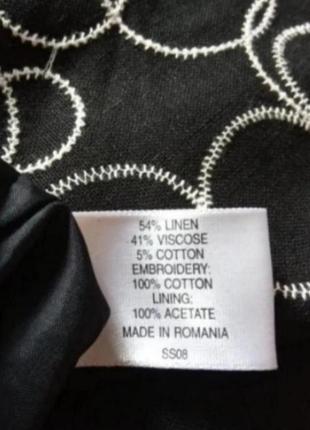 54% LINEN
41% VISCOSE
5% COTTON
EMBROIDERY:
100% COTTON
LINING:
100% ACETATE
MADE IN ROMANIA
SS08